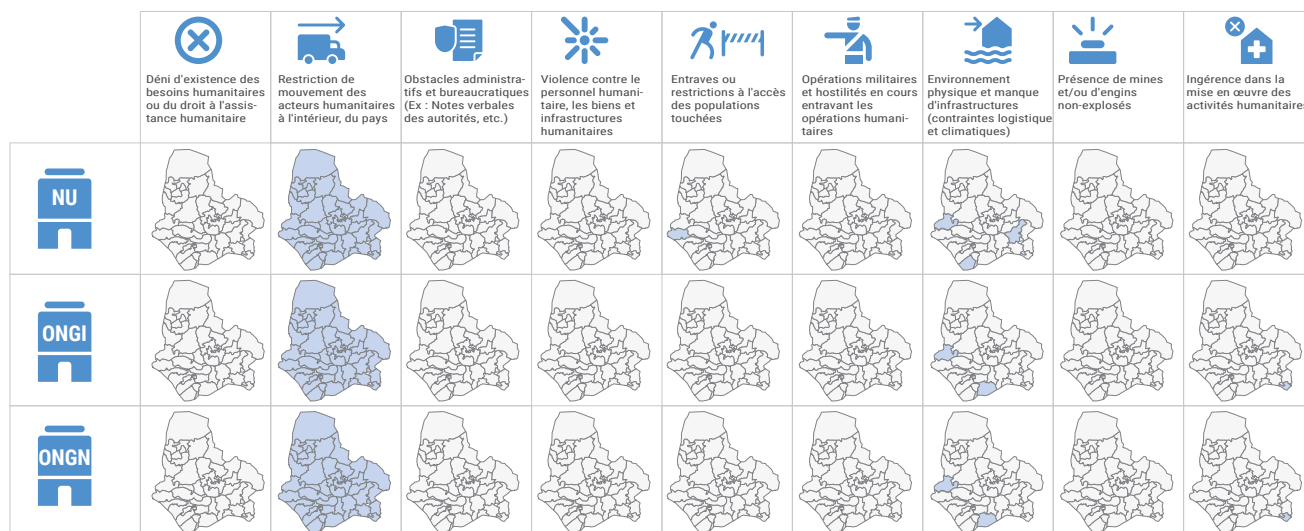 Déni d'existence des
besoins humanitaires
ou du droit à l'assis-
tance humanitaire
Restriction de
mouvement des
acteurs humanitaires
à l'intérieur, du pays
Obstacles administra-
tifs et bureaucratiques
(Ex : Notes verbales
des autorités, etc.)
Violence contre le
personnel humani-
taire, les biens et
infrastructures
humanitaires
Entraves ou
restrictions à l'accès
des populations
touchées
Opérations militaires
et hostilités en cours
entravant les
opérations humani-
taires
Environnement
physique et manque
d'infrastructures
(contraintes logistique
et climatiques)
Présence de mines
et/ou d'engins
non-explosés
Ingérence dans la
mise en œuvre des
activités humanitaires
NU
ONGI
ONGN